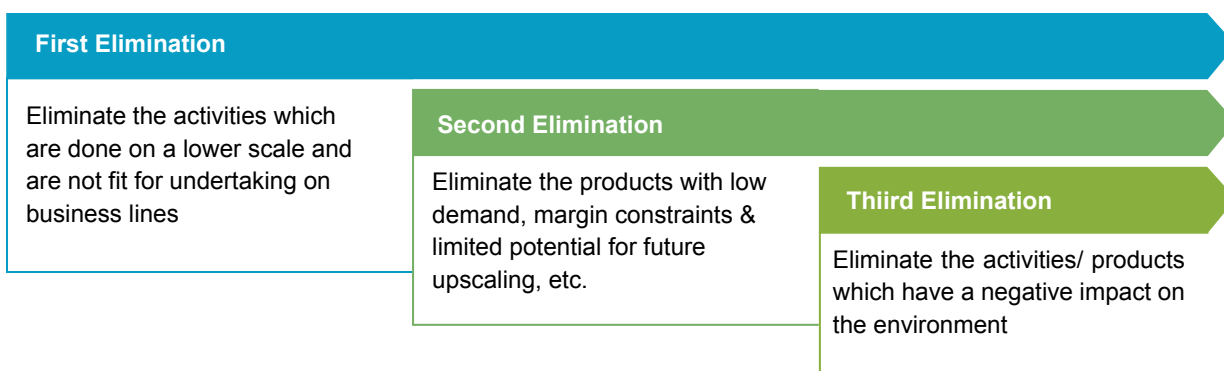 First Elimination
Eliminate the activities which
are done on a lower scale and
are not fit for undertaking on
business lines
Second Elimination
Eliminate the products with low
demand, margin constraints &
limited potential for future
upscaling, etc.
Thiird Elimination
Eliminate the activities/ products
which have a negative impact on
the environment